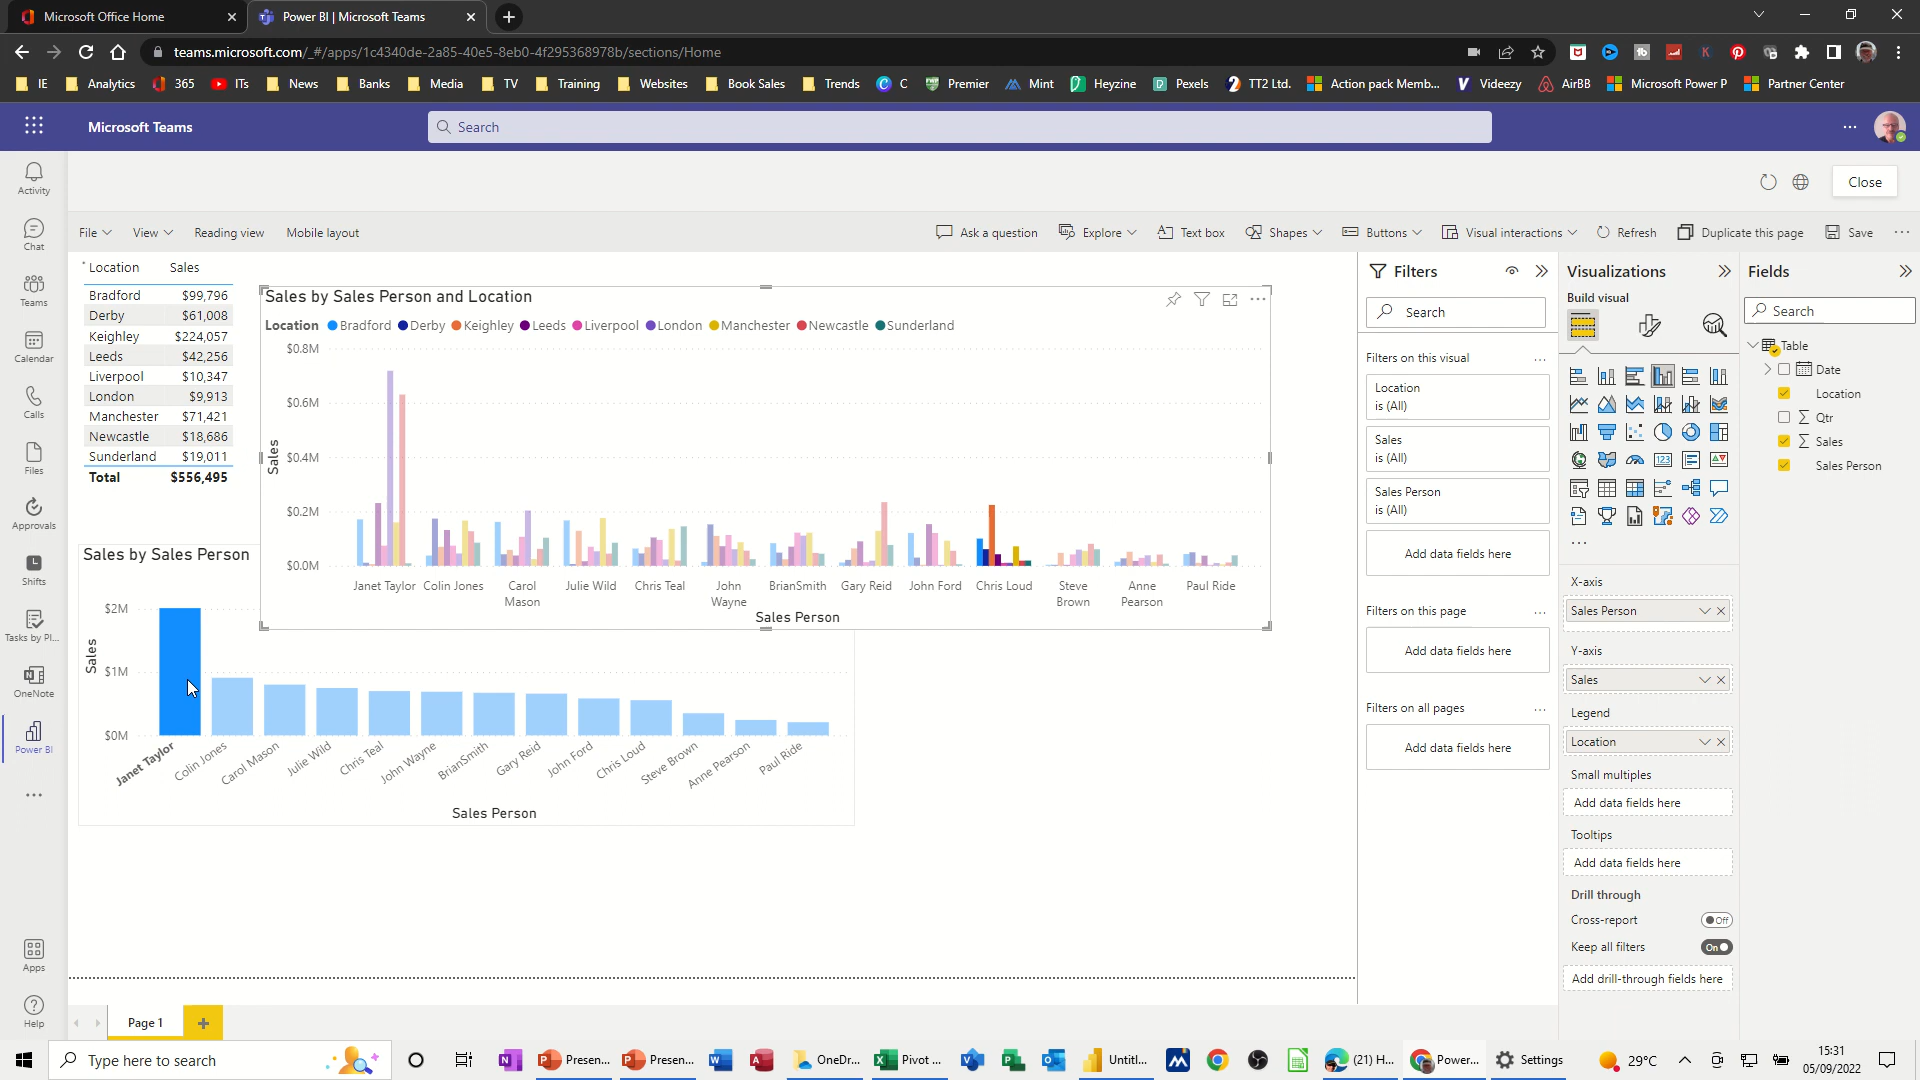 Microsoft Office Home
Power BI | Microsoft Teams
teams.microsoft.com/_#/apps/1c4340de-2a85-40e5-8eb0-4f295368978b/sections/Home
IE Analytics 365 ITs News Banks Media TV Training Websites Book Sales Trends C Premier Mint Heyzine Pexels TT2 Ltd. Action pack Memb... Videezy AirBB Microsoft Power P Partner Center
Microsoft Teams
Search
Activity
Chat
Teams
Calendar
Calls
Files
Approvals
Shifts
Tasks by Pl...
OneNote
Power BI
Apps
Help
Close
File View Reading view Mobile layout Ask a question Explore Text box Shapes Buttons Visual interactions Refresh Duplicate this page Save
Location Sales
Bradford $99,796
Derby $61,008
Keighley $224,057
Leeds $42,256
Liverpool $10,347
London $9,913
Manchester $71,421
Newcastle $18,686
Sunderland $19,011
Total $556,495
Sales by Sales Person and Location
Location Bradford Derby Keighley Leeds Liverpool London Manchester Newcastle Sunderland
Sales
$0.8M
$0.6M
$0.4M
$0.2M
$0.0M
Janet Taylor Colin Jones Carol Mason Julie Wild Chris Teal John Wayne BrianSmith Gary Reid John Ford Chris Loud Steve Brown Anne Pearson Paul Ride
Sales Person
Sales by Sales Person
Sales
$2M
$1M
$0M
Janet Taylor Colin Jones Carol Mason Julie Wild Chris Teal John Wayne BrianSmith Gary Reid John Ford Chris Loud Steve Brown Anne Pearson Paul Ride
Sales Person
Filters
Search
Filters on this visual
Location
is (All)
Sales
is (All)
Sales Person
is (All)
Add data fields here
Filters on this page
Add data fields here
Filters on all pages
Add data fields here
Visualizations
Build visual
X-axis
Sales Person
Y-axis
Sales
Legend
Location
Small multiples
Add data fields here
Tooltips
Add data fields here
Drill through
Cross-report Off
Keep all filters On
Add drill-through fields here
Fields
Search
Table
Date
Location
Qtr
Sales
Sales Person
Page 1
Type here to search
Presen...
Presen...
OneDr...
Pivot ...
Untitl...
(21) H...
Power...
Settings
29°C
15:31
05/09/2022